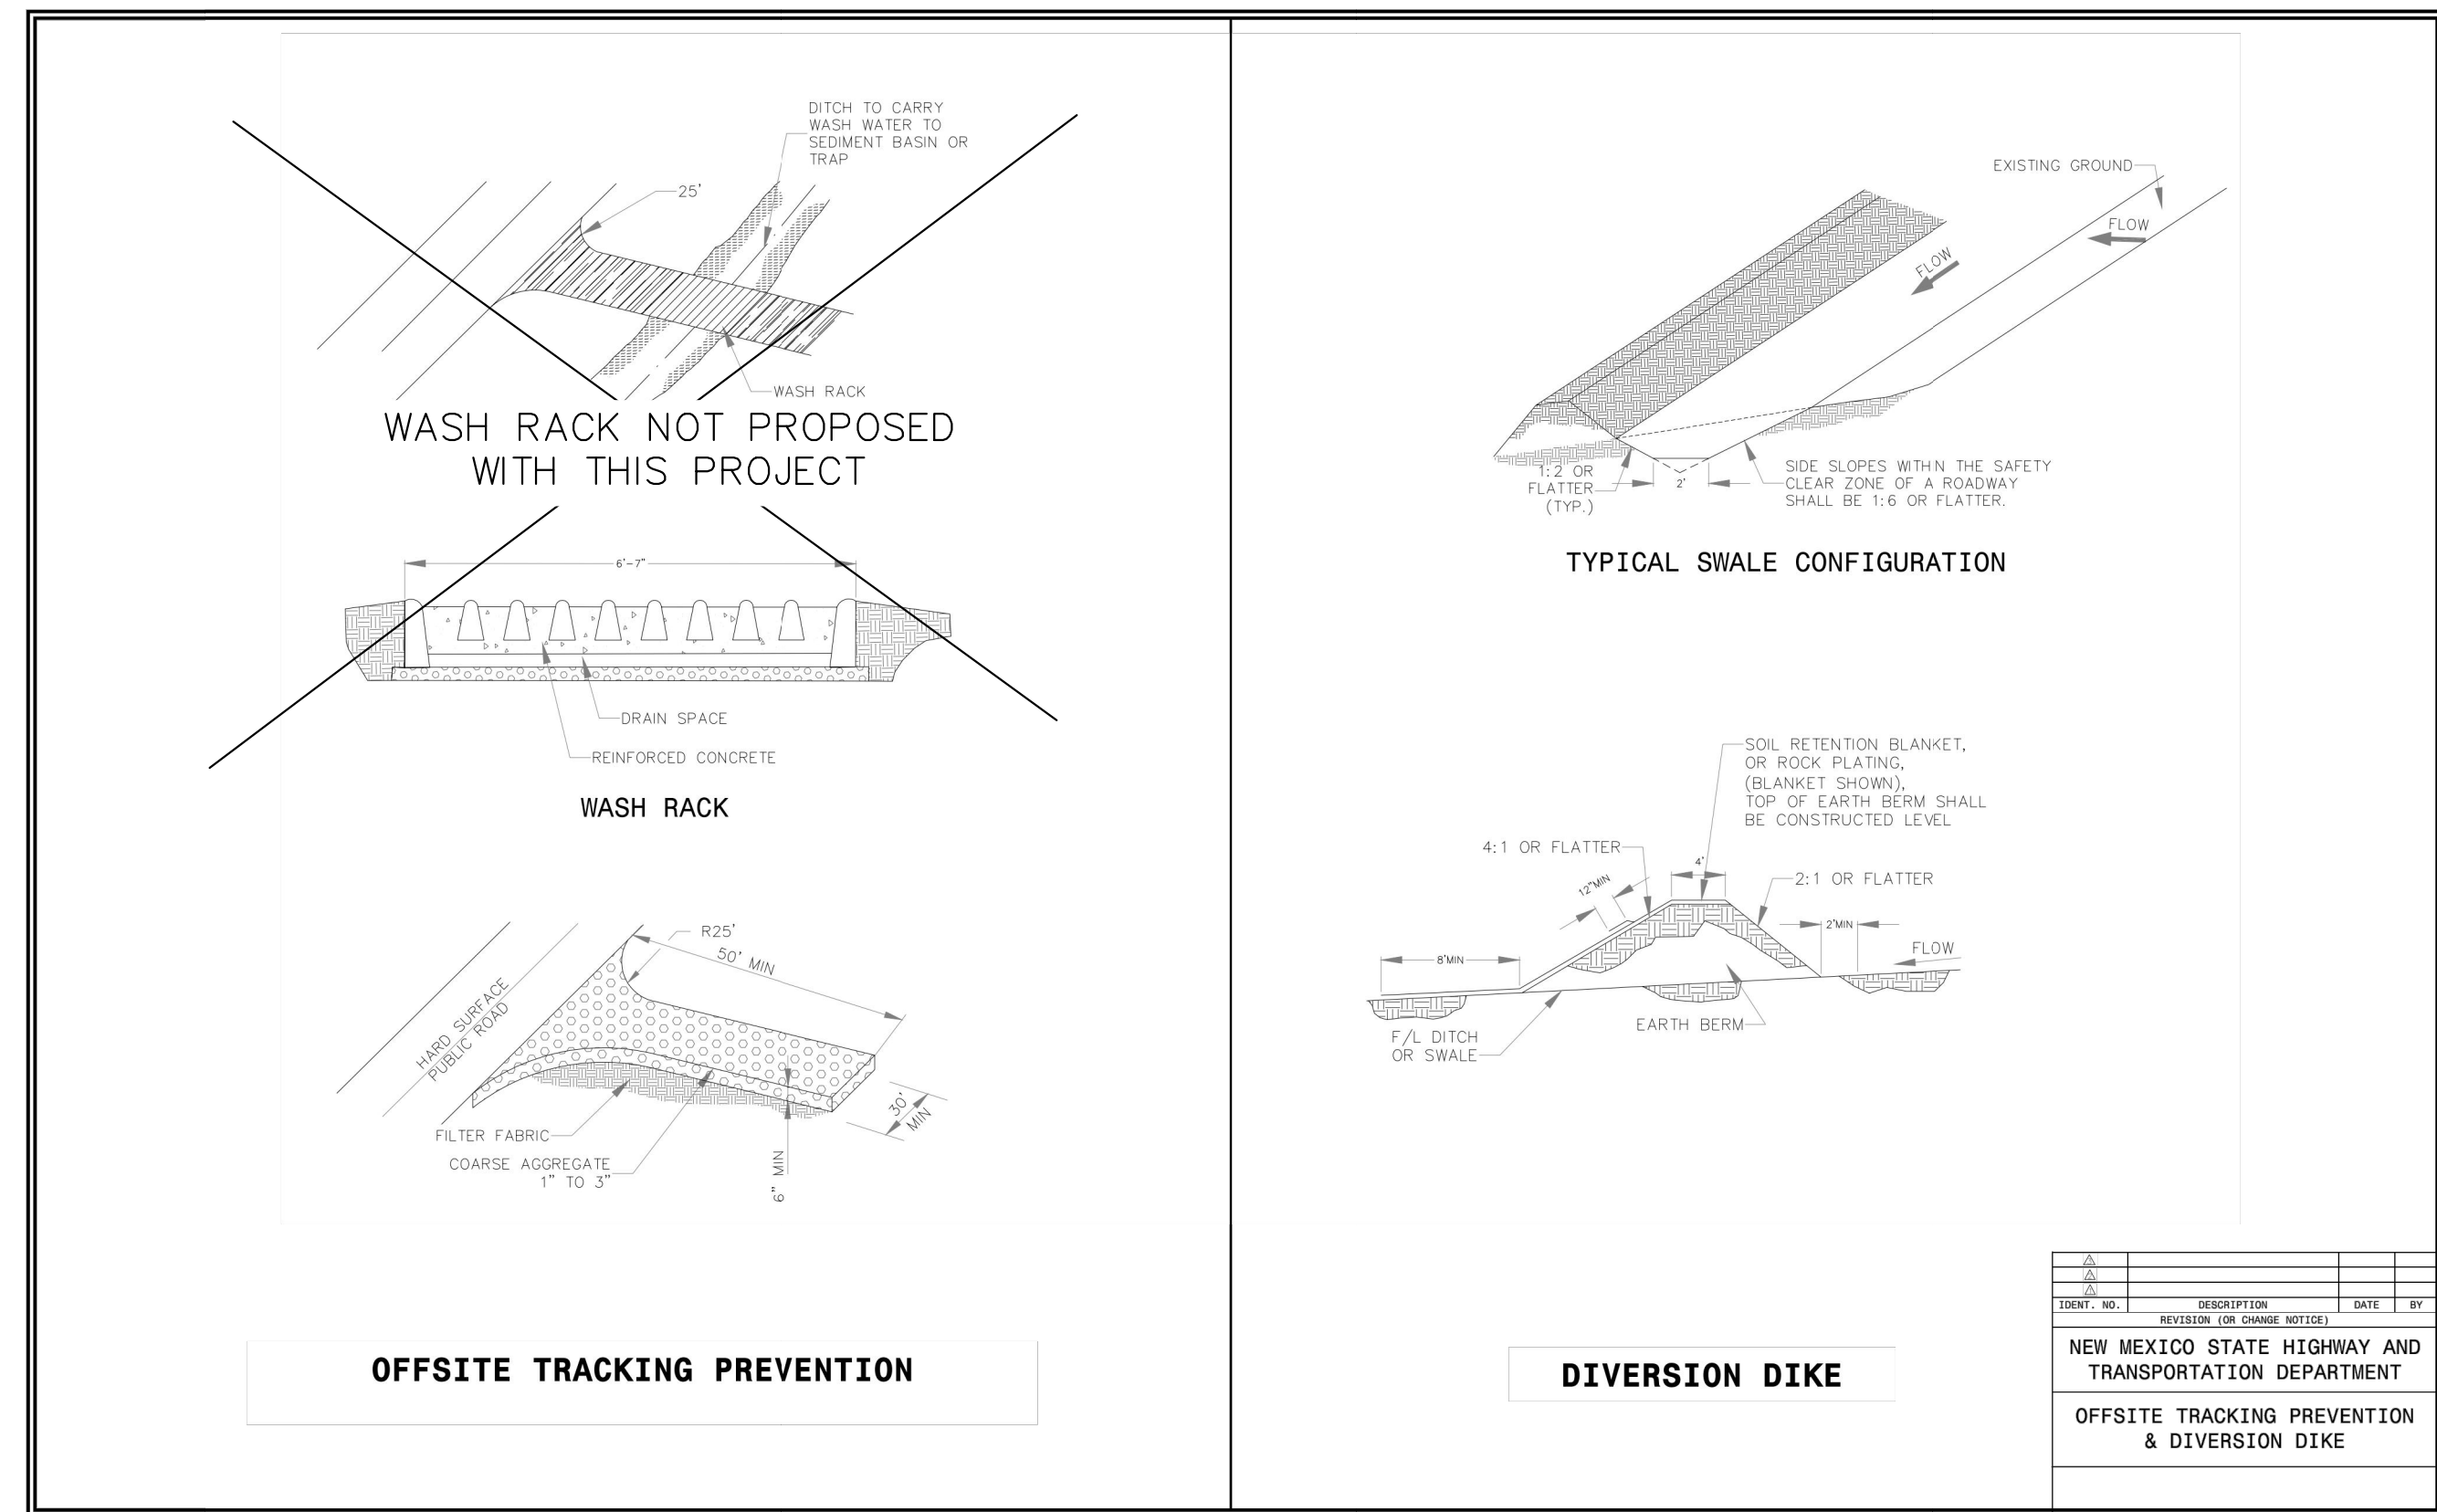 DITCH TO CARRY
WASH WATER TO
SEDIMENT BASIN OR
TRAP
25'
WASH RACK
WASH RACK NOT PROPOSED
WITH THIS PROJECT
6'-7"
DRAIN SPACE
REINFORCED CONCRETE
WASH RACK
R25'
50' MIN
HARD SURFACE
PUBLIC ROAD
FILTER FABRIC
COARSE AGGREGATE
1" TO 3"
6" MIN
30'
MIN
OFFSITE TRACKING PREVENTION
EXISTING GROUND
FLOW
FLOW
1:2 OR
FLATTER
(TYP.)
2'
SIDE SLOPES WITH N THE SAFETY
CLEAR ZONE OF A ROADWAY
SHALL BE 1:6 OR FLATTER.
TYPICAL SWALE CONFIGURATION
SOIL RETENTION BLANKET,
OR ROCK PLATING,
(BLANKET SHOWN),
TOP OF EARTH BERM SHALL
BE CONSTRUCTED LEVEL
4:1 OR FLATTER
4'
12"MIN
2:1 OR FLATTER
2'MIN
FLOW
8'MIN
EARTH BERM
F/L DITCH
OR SWALE
DIVERSION DIKE
IDENT. NO. DESCRIPTION DATE BY
REVISION (OR CHANGE NOTICE)
NEW MEXICO STATE HIGHWAY AND
TRANSPORTATION DEPARTMENT
OFFSITE TRACKING PREVENTION
& DIVERSION DIKE